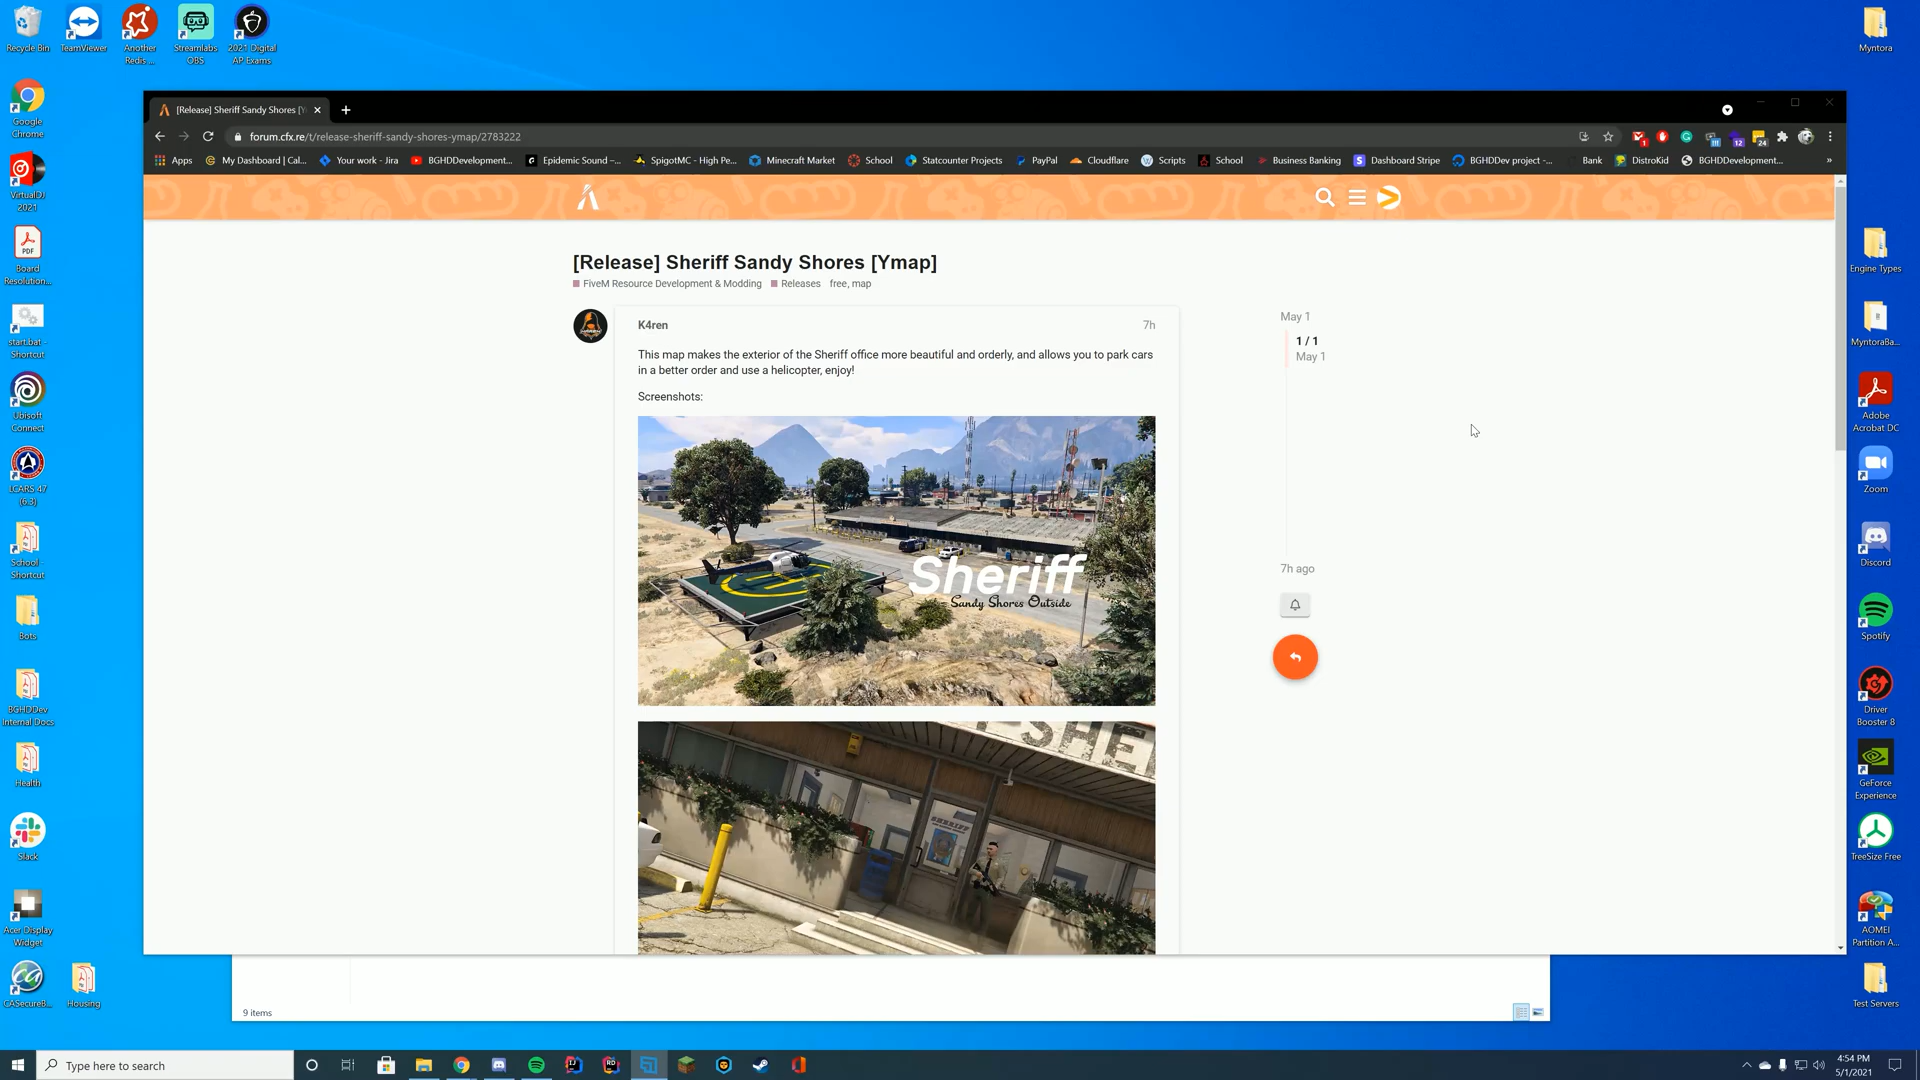 Recycle Bin
TeamViewer
Another
Redis ...
Streamlabs
OBS
2021 Digital
AP Exams
Myntora
Google
Chrome
VirtualDJ
2021
PDF
Board
Resolution...
start.bat -
Shortcut
Ubisoft
Connect
LCARS 47
(6.3)
School -
Shortcut
Bots
BGHDDev
Internal Docs
Health
Slack
Acer Display
Widget
CASecureB...
Housing
[Release] Sheriff Sandy Shores [Y
forum.cfx.re/t/release-sheriff-sandy-shores-ymap/2783222
1
12
24
Apps
My Dashboard | Cal...
Your work - Jira
BGHDDevelopment...
Epidemic Sound –...
SpigotMC - High Pe...
Minecraft Market
School
Statcounter Projects
PayPal
Cloudflare
Scripts
School
Business Banking
Dashboard Stripe
BGHDDev project -...
Bank
DistroKid
BGHDDevelopment...
»
[Release] Sheriff Sandy Shores [Ymap]
FiveM Resource Development & Modding
Releases
free, map
K4ren
7h
This map makes the exterior of the Sheriff office more beautiful and orderly, and allows you to park cars
in a better order and use a helicopter, enjoy!
Screenshots:
Sheriff
Sandy Shores Outside
SHE
SHERIFF
May 1
1 / 1
May 1
7h ago
Engine Types
MyntoraBa...
Adobe
Acrobat DC
Zoom
Discord
Spotify
Driver
Booster 8
GeForce
Experience
TreeSize Free
AOMEI
Partition A...
Test Servers
9 items
Type here to search
4:54 PM
5/1/2021